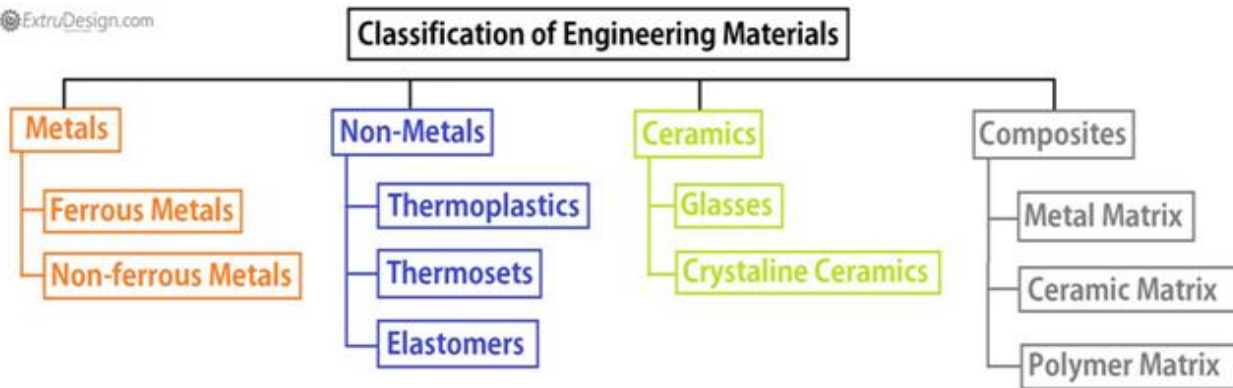 ExtruDesign.com
Classification of Engineering Materials
Metals
Ferrous Metals
Non-ferrous Metals
Non-Metals
Thermoplastics
Thermosets
Elastomers
Ceramics
Glasses
Crystaline Ceramics
Composites
Metal Matrix
Ceramic Matrix
Polymer Matrix